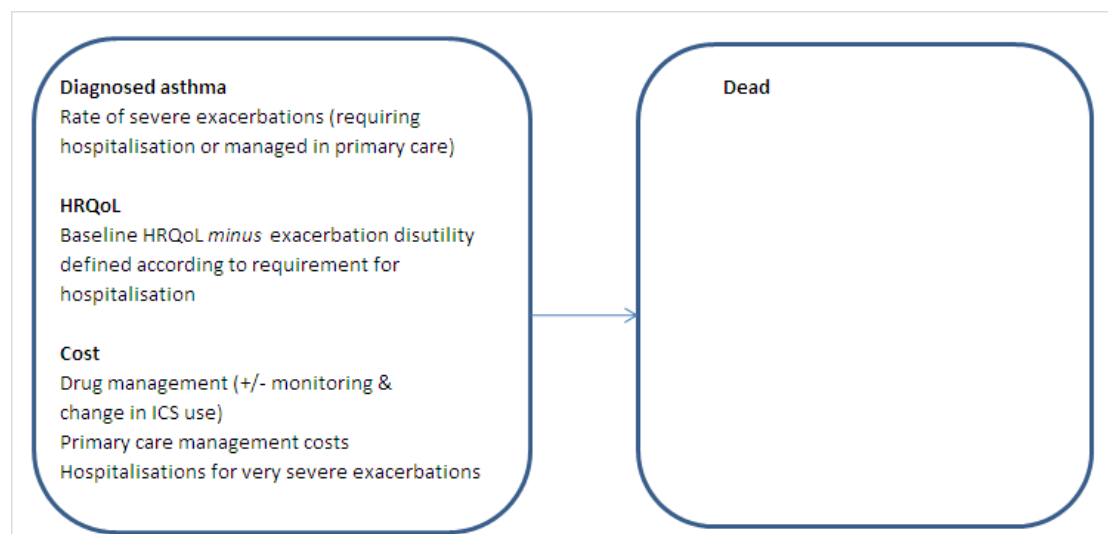 Diagnosed asthma
Rate of severe exacerbations (requiring
hospitalisation or managed in primary care)
HRQoL
Baseline HRQoL minus exacerbation disutility
defined according to requirement for
hospitalisation
Cost
Drug management (+/- monitoring &
change in ICS use)
Primary care management costs
Hospitalisations for very severe exacerbations
Dead